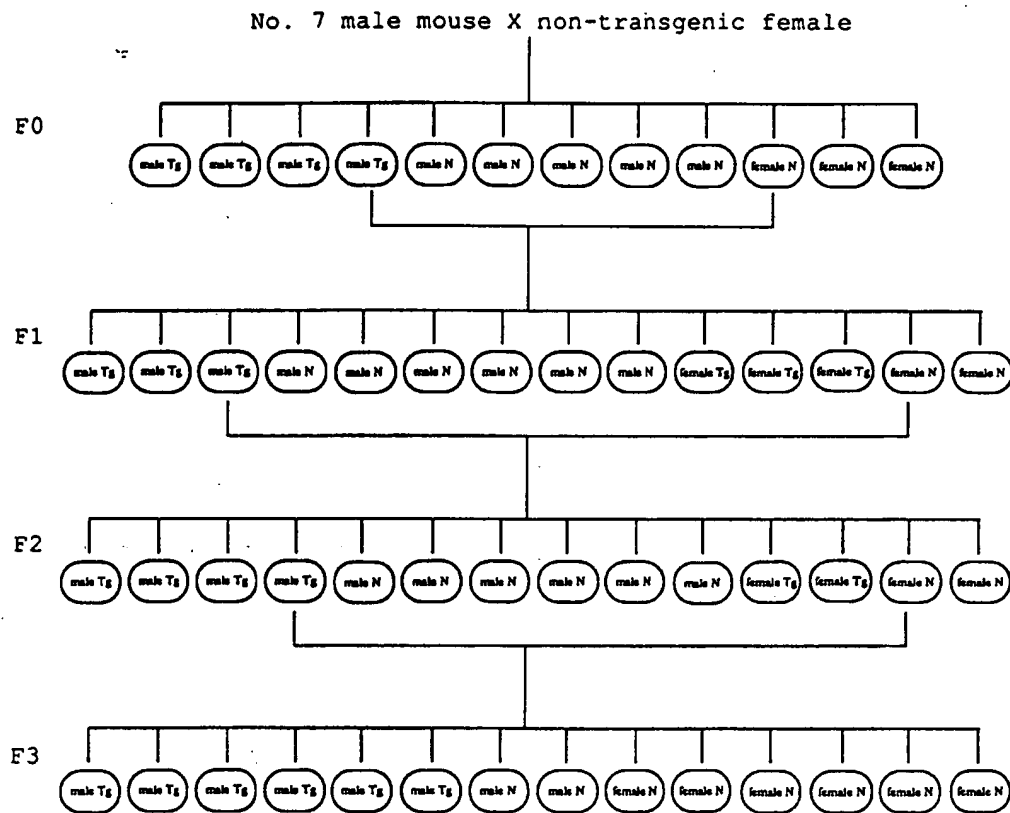 No. 7 male mouse X non-transgenic female
F0
male Tg male Tg male Tg male Tg male N male N male N male N male N female N female N female N
F1
male Tg male Tg male Tg male N male N male N male N male N male N female Tg female Tg female Tg female N female N
F2
male Tg male Tg male Tg male Tg male N male N male N male N male N male N female Tg female Tg female N female N
F3
male Tg male Tg male Tg male Tg male Tg male Tg male N male N female N female N female N female N female N female N